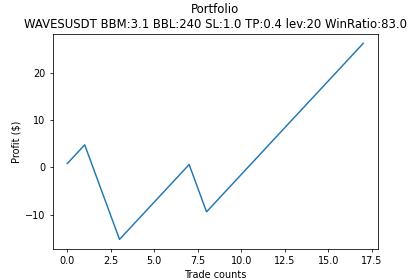 Portfolio
WAVESUSDT BBM:3.1 BBL:240 SL:1.0 TP:0.4 lev:20 WinRatio:83.0
20
10
0
−10
Profit ($)
0.0 2.5 5.0 7.5 10.0 12.5 15.0 17.5
Trade counts